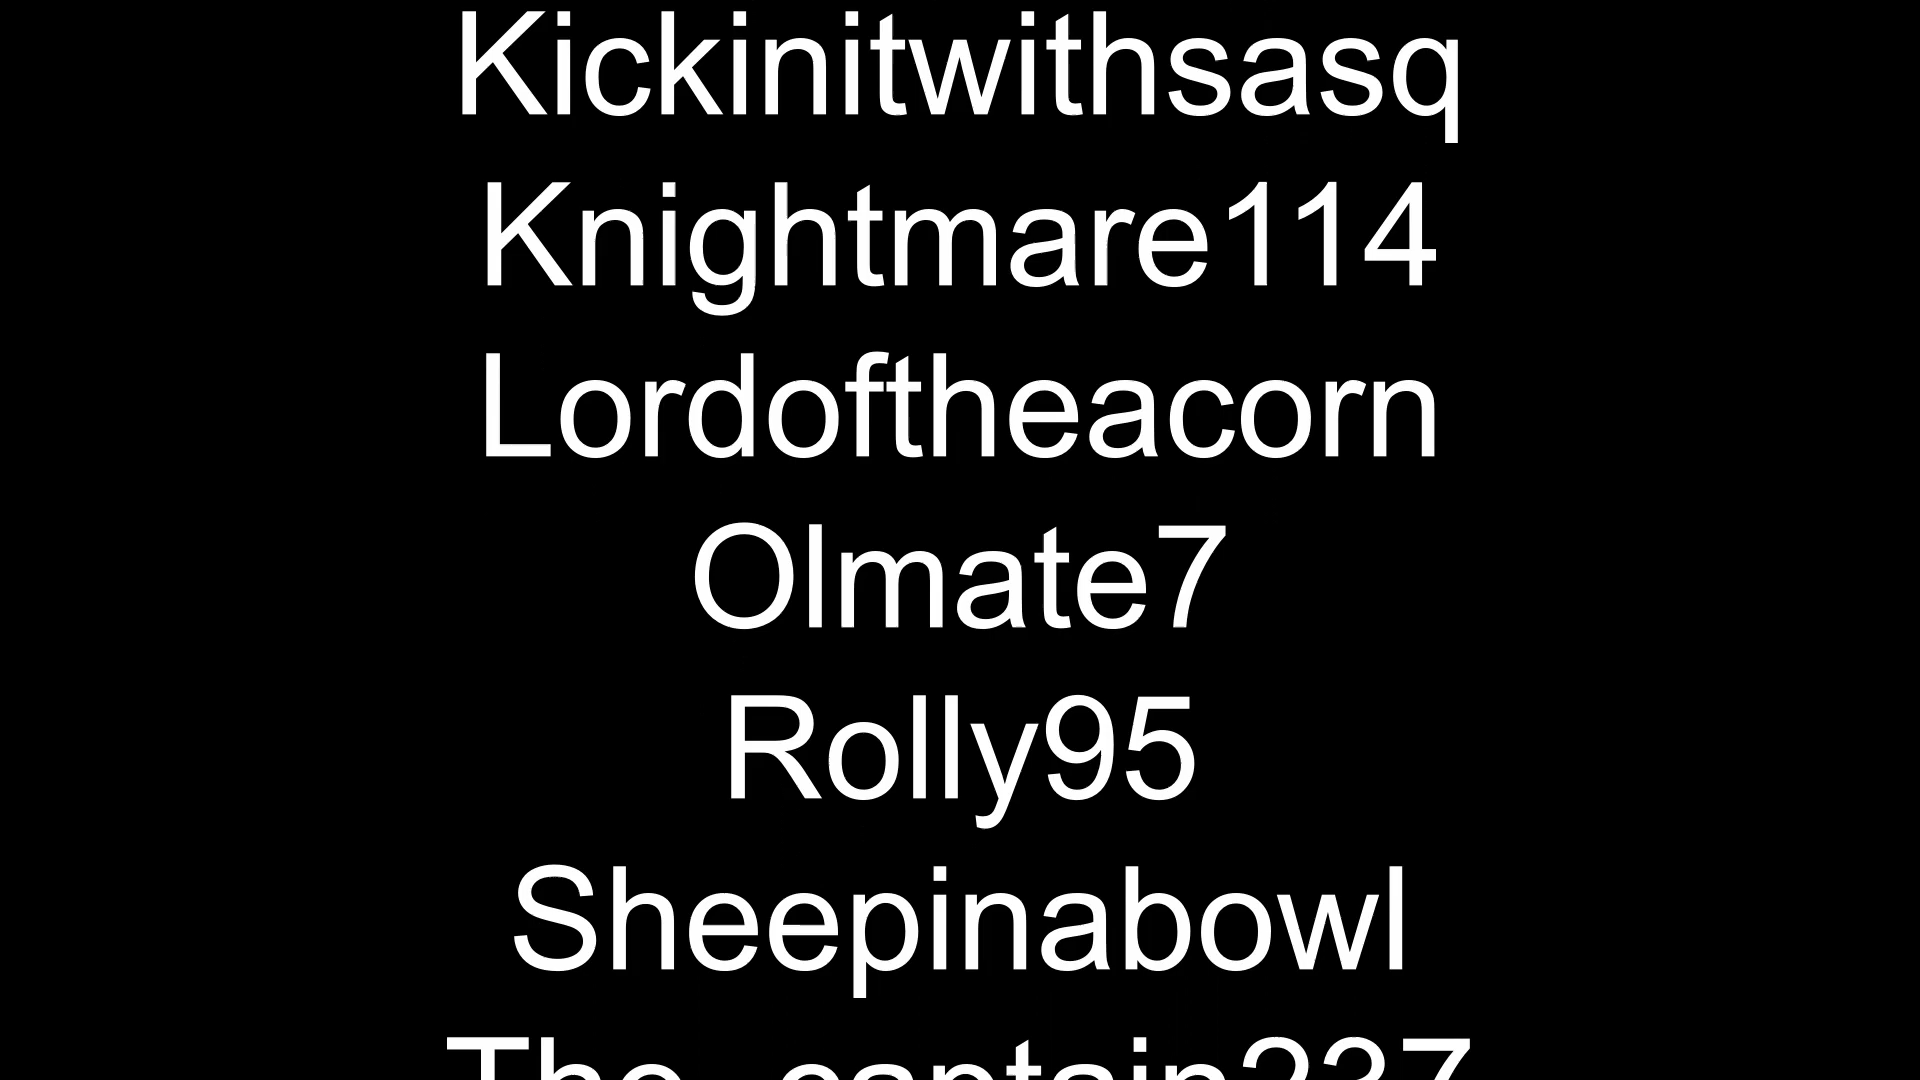 Kickinitwithsasq
Knightmare114
Lordoftheacorn
Olmate7
Rolly95
Sheepinabowl